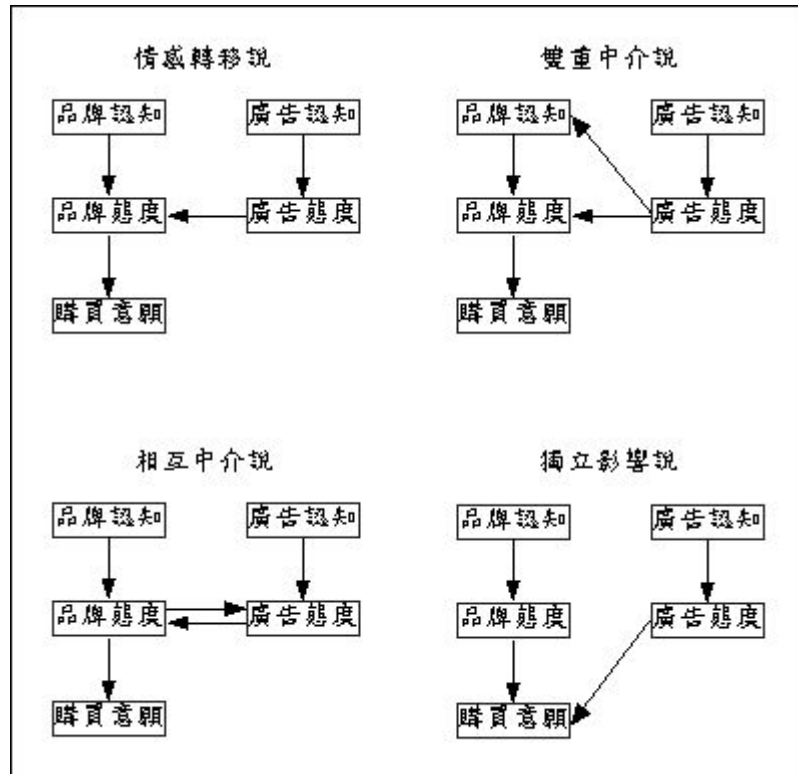 情感轉移說
雙重中介說
品牌認知
廣告認知
品牌認知
廣告認知
品牌態度
廣告態度
品牌態度
廣告態度
購買意願
購買意願
相互中介說
獨立影響說
品牌認知
廣告認知
品牌認知
廣告認知
品牌態度
廣告態度
品牌態度
廣告態度
購買意願
購買意願